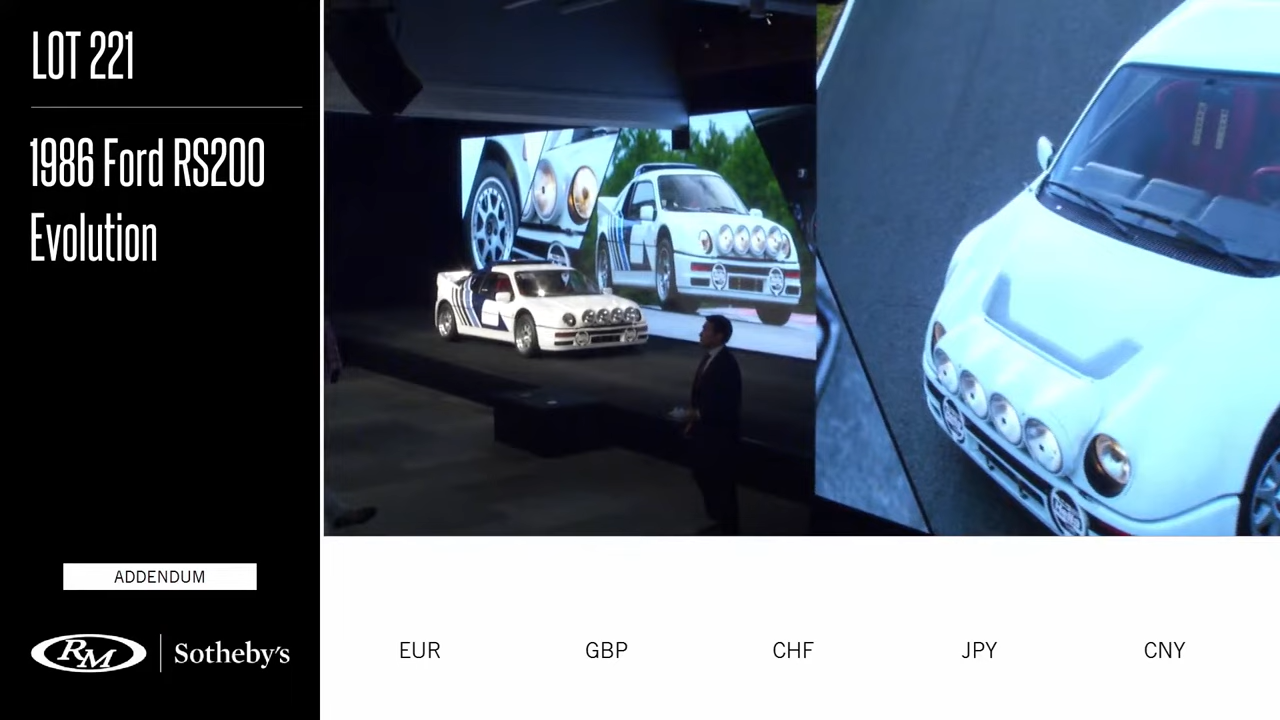 LOT 221
1986 Ford RS200
Evolution
ADDENDUM
RM
Sotheby's
EUR GBP CHF JPY CNY